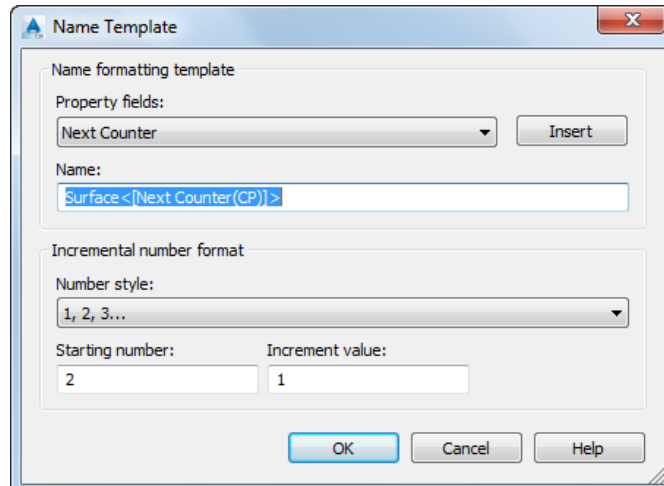 Name Template
Name formatting template
Property fields:
Next Counter
Insert
Name:
Surface<[Next Counter(CP)]>
Incremental number format
Number style:
1, 2, 3...
Starting number:
Increment value:
2
1
OK
Cancel
Help